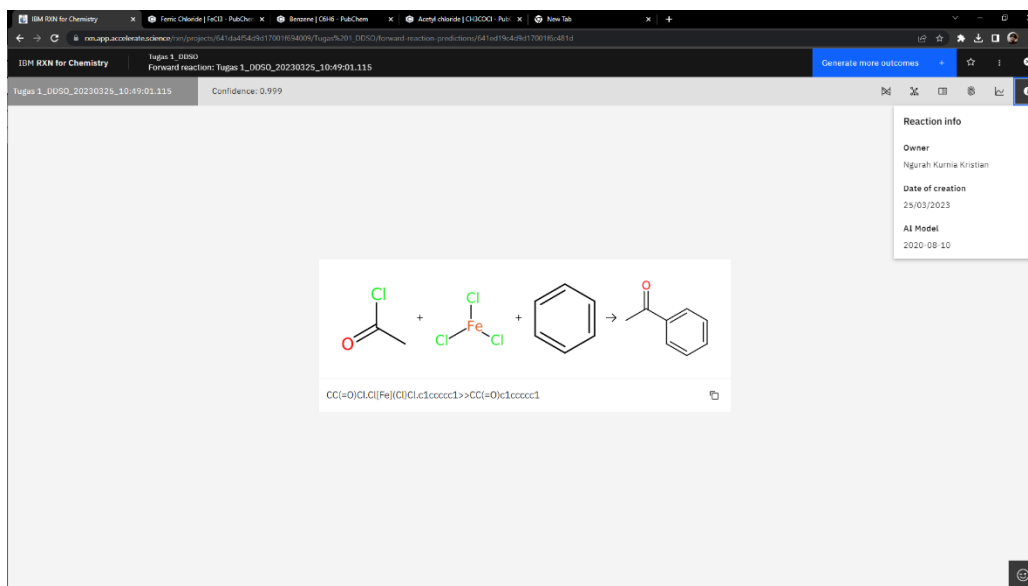 IBM RXN for Chemistry
Ferric Chloride | FeCl3 - PubChem
Benzene | C6H6 - PubChem
Acetyl chloride | CH3COCl - PubC
New Tab
rxn.app.accelerate.science/rxn/projects/641da4f54d9d17001f694009/Tugas%201_DDSO/forward-reaction-predictions/641ed19c4d9d17001f6c481d
IBM RXN for Chemistry
Tugas 1_DDSO
Forward reaction: Tugas 1_DDSO_20230325_10:49:01.115
Generate more outcomes +
Tugas 1_DDSO_20230325_10:49:01.115
Confidence: 0.999
Reaction info
Owner
Ngurah Kurnia Kristian
Date of creation
25/03/2023
AI Model
2020-08-10
Cl
O
+
Cl
Fe
Cl
Cl
+
→
O
CC(=O)Cl.Cl[Fe](Cl)Cl.c1ccccc1>>CC(=O)c1ccccc1